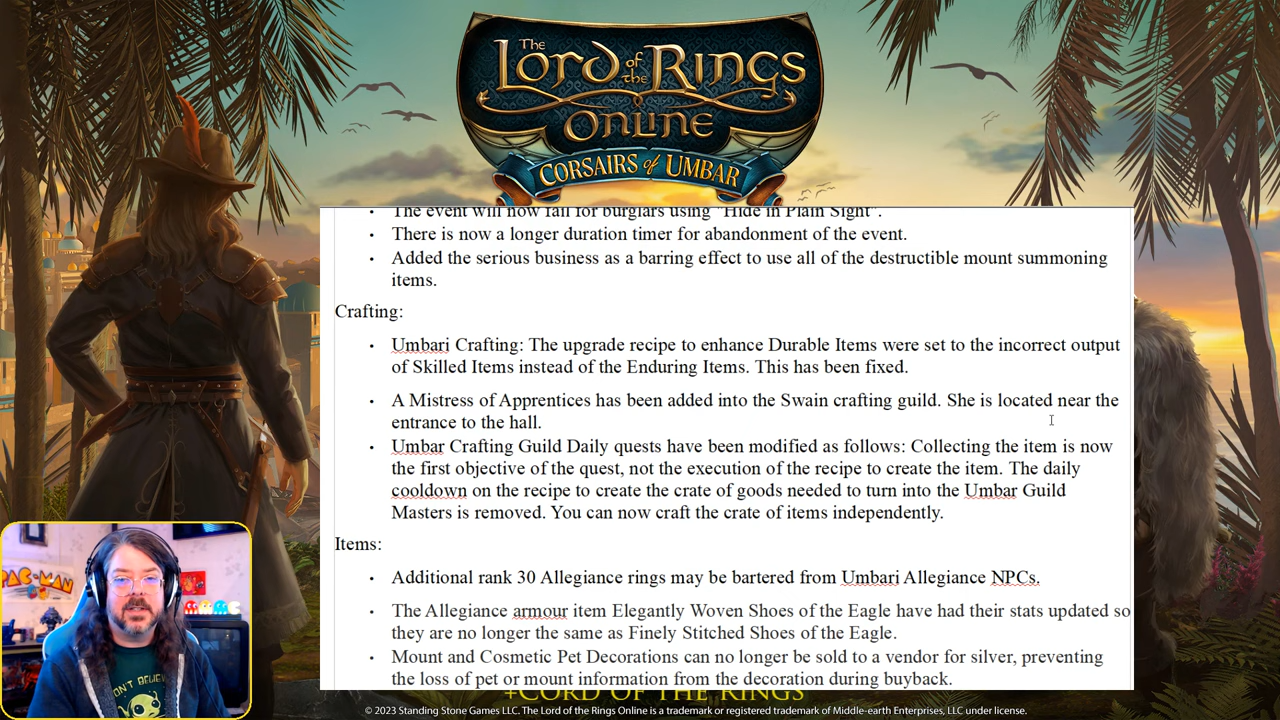 The
Lord of the Rings
Online
Corsairs of Umbar
The event will now fail for burglars using "Hide in Plain Sight".
There is now a longer duration timer for abandonment of the event.
Added the serious business as a barring effect to use all of the destructible mount summoning
items.
Crafting:
Umbari Crafting: The upgrade recipe to enhance Durable Items were set to the incorrect output
of Skilled Items instead of the Enduring Items. This has been fixed.
A Mistress of Apprentices has been added into the Swain crafting guild. She is located near the
entrance to the hall.
Umbar Crafting Guild Daily quests have been modified as follows: Collecting the item is now
the first objective of the quest, not the execution of the recipe to create the item. The daily
cooldown on the recipe to create the crate of goods needed to turn into the Umbar Guild
Masters is removed. You can now craft the crate of items independently.
Items:
Additional rank 30 Allegiance rings may be bartered from Umbari Allegiance NPCs.
The Allegiance armour item Elegantly Woven Shoes of the Eagle have had their stats updated so
they are no longer the same as Finely Stitched Shoes of the Eagle.
Mount and Cosmetic Pet Decorations can no longer be sold to a vendor for silver, preventing
the loss of pet or mount information from the decoration during buyback.
PAC-MAN
+CORD OF THE RINGS
© 2023 Standing Stone Games LLC. The Lord of the Rings Online is a trademark or registered trademark of Middle-earth Enterprises, LLC under license.